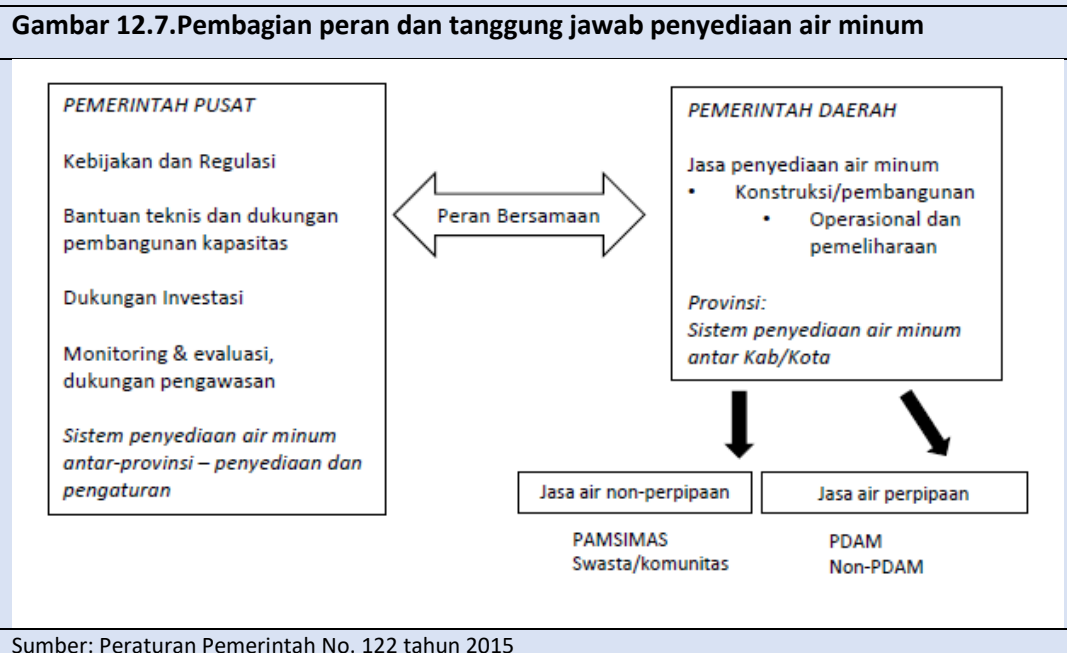 Gambar 12.7.Pembagian peran dan tanggung jawab penyediaan air minum
PEMERINTAH PUSAT
Kebijakan dan Regulasi
Bantuan teknis dan dukungan
pembangunan kapasitas
Dukungan Investasi
Monitoring & evaluasi,
dukungan pengawasan
Sistem penyediaan air minum
antar-provinsi – penyediaan dan
pengaturan
Peran Bersamaan
PEMERINTAH DAERAH
Jasa penyediaan air minum
• Konstruksi/pembangunan
• Operasional dan
pemeliharaan
Provinsi:
Sistem penyediaan air minum
antar Kab/Kota
Jasa air non-perpipaan
PAMSIMAS
Swasta/komunitas
Jasa air perpipaan
PDAM
Non-PDAM
Sumber: Peraturan Pemerintah No. 122 tahun 2015